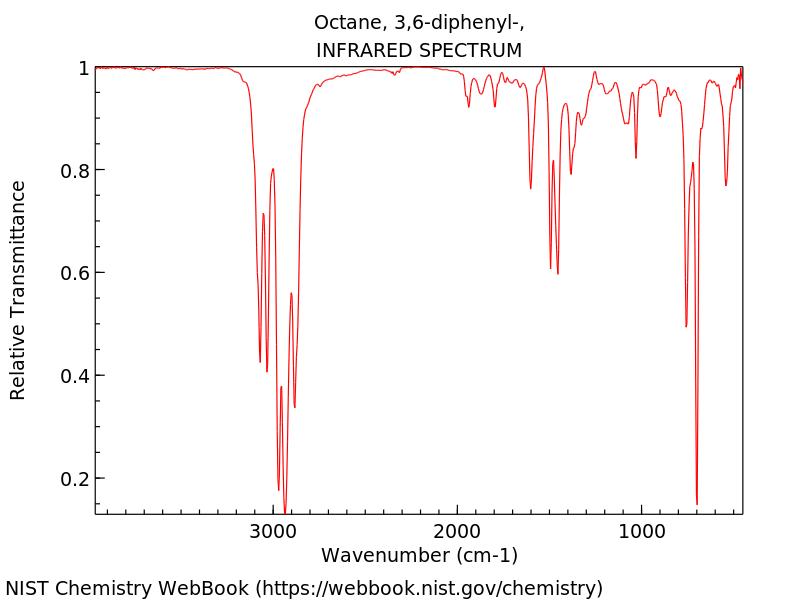 Octane, 3,6-diphenyl-,
INFRARED SPECTRUM
1
0.8
0.6
0.4
0.2
Relative Transmittance
3000 2000 1000
Wavenumber (cm-1)
NIST Chemistry WebBook (https://webbook.nist.gov/chemistry)